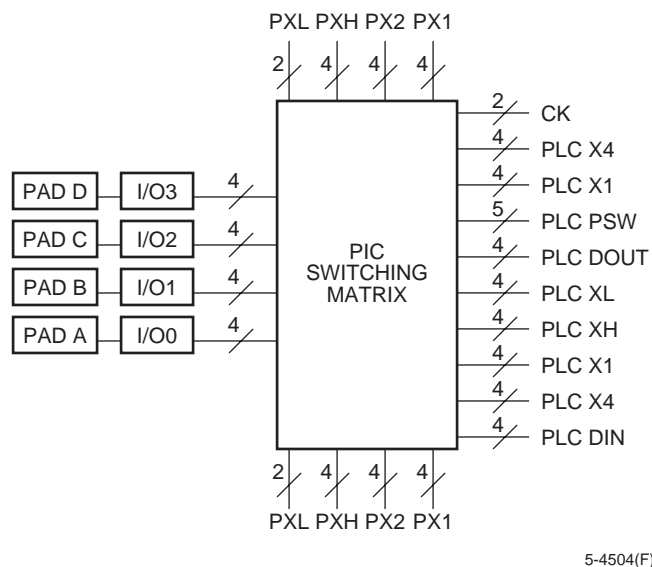 PXL PXH PX2 PX1
2 4 4 4
2 CK
4 PLC X4
4 PLC X1
PAD D I/O3 4
5 PLC PSW
PAD C I/O2 4
4 PLC DOUT
PIC
SWITCHING
MATRIX
PAD B I/O1 4
4 PLC XL
PAD A I/O0 4
4 PLC XH
4 PLC X1
4 PLC X4
4 PLC DIN
2 4 4 4
PXL PXH PX2 PX1
5-4504(F)